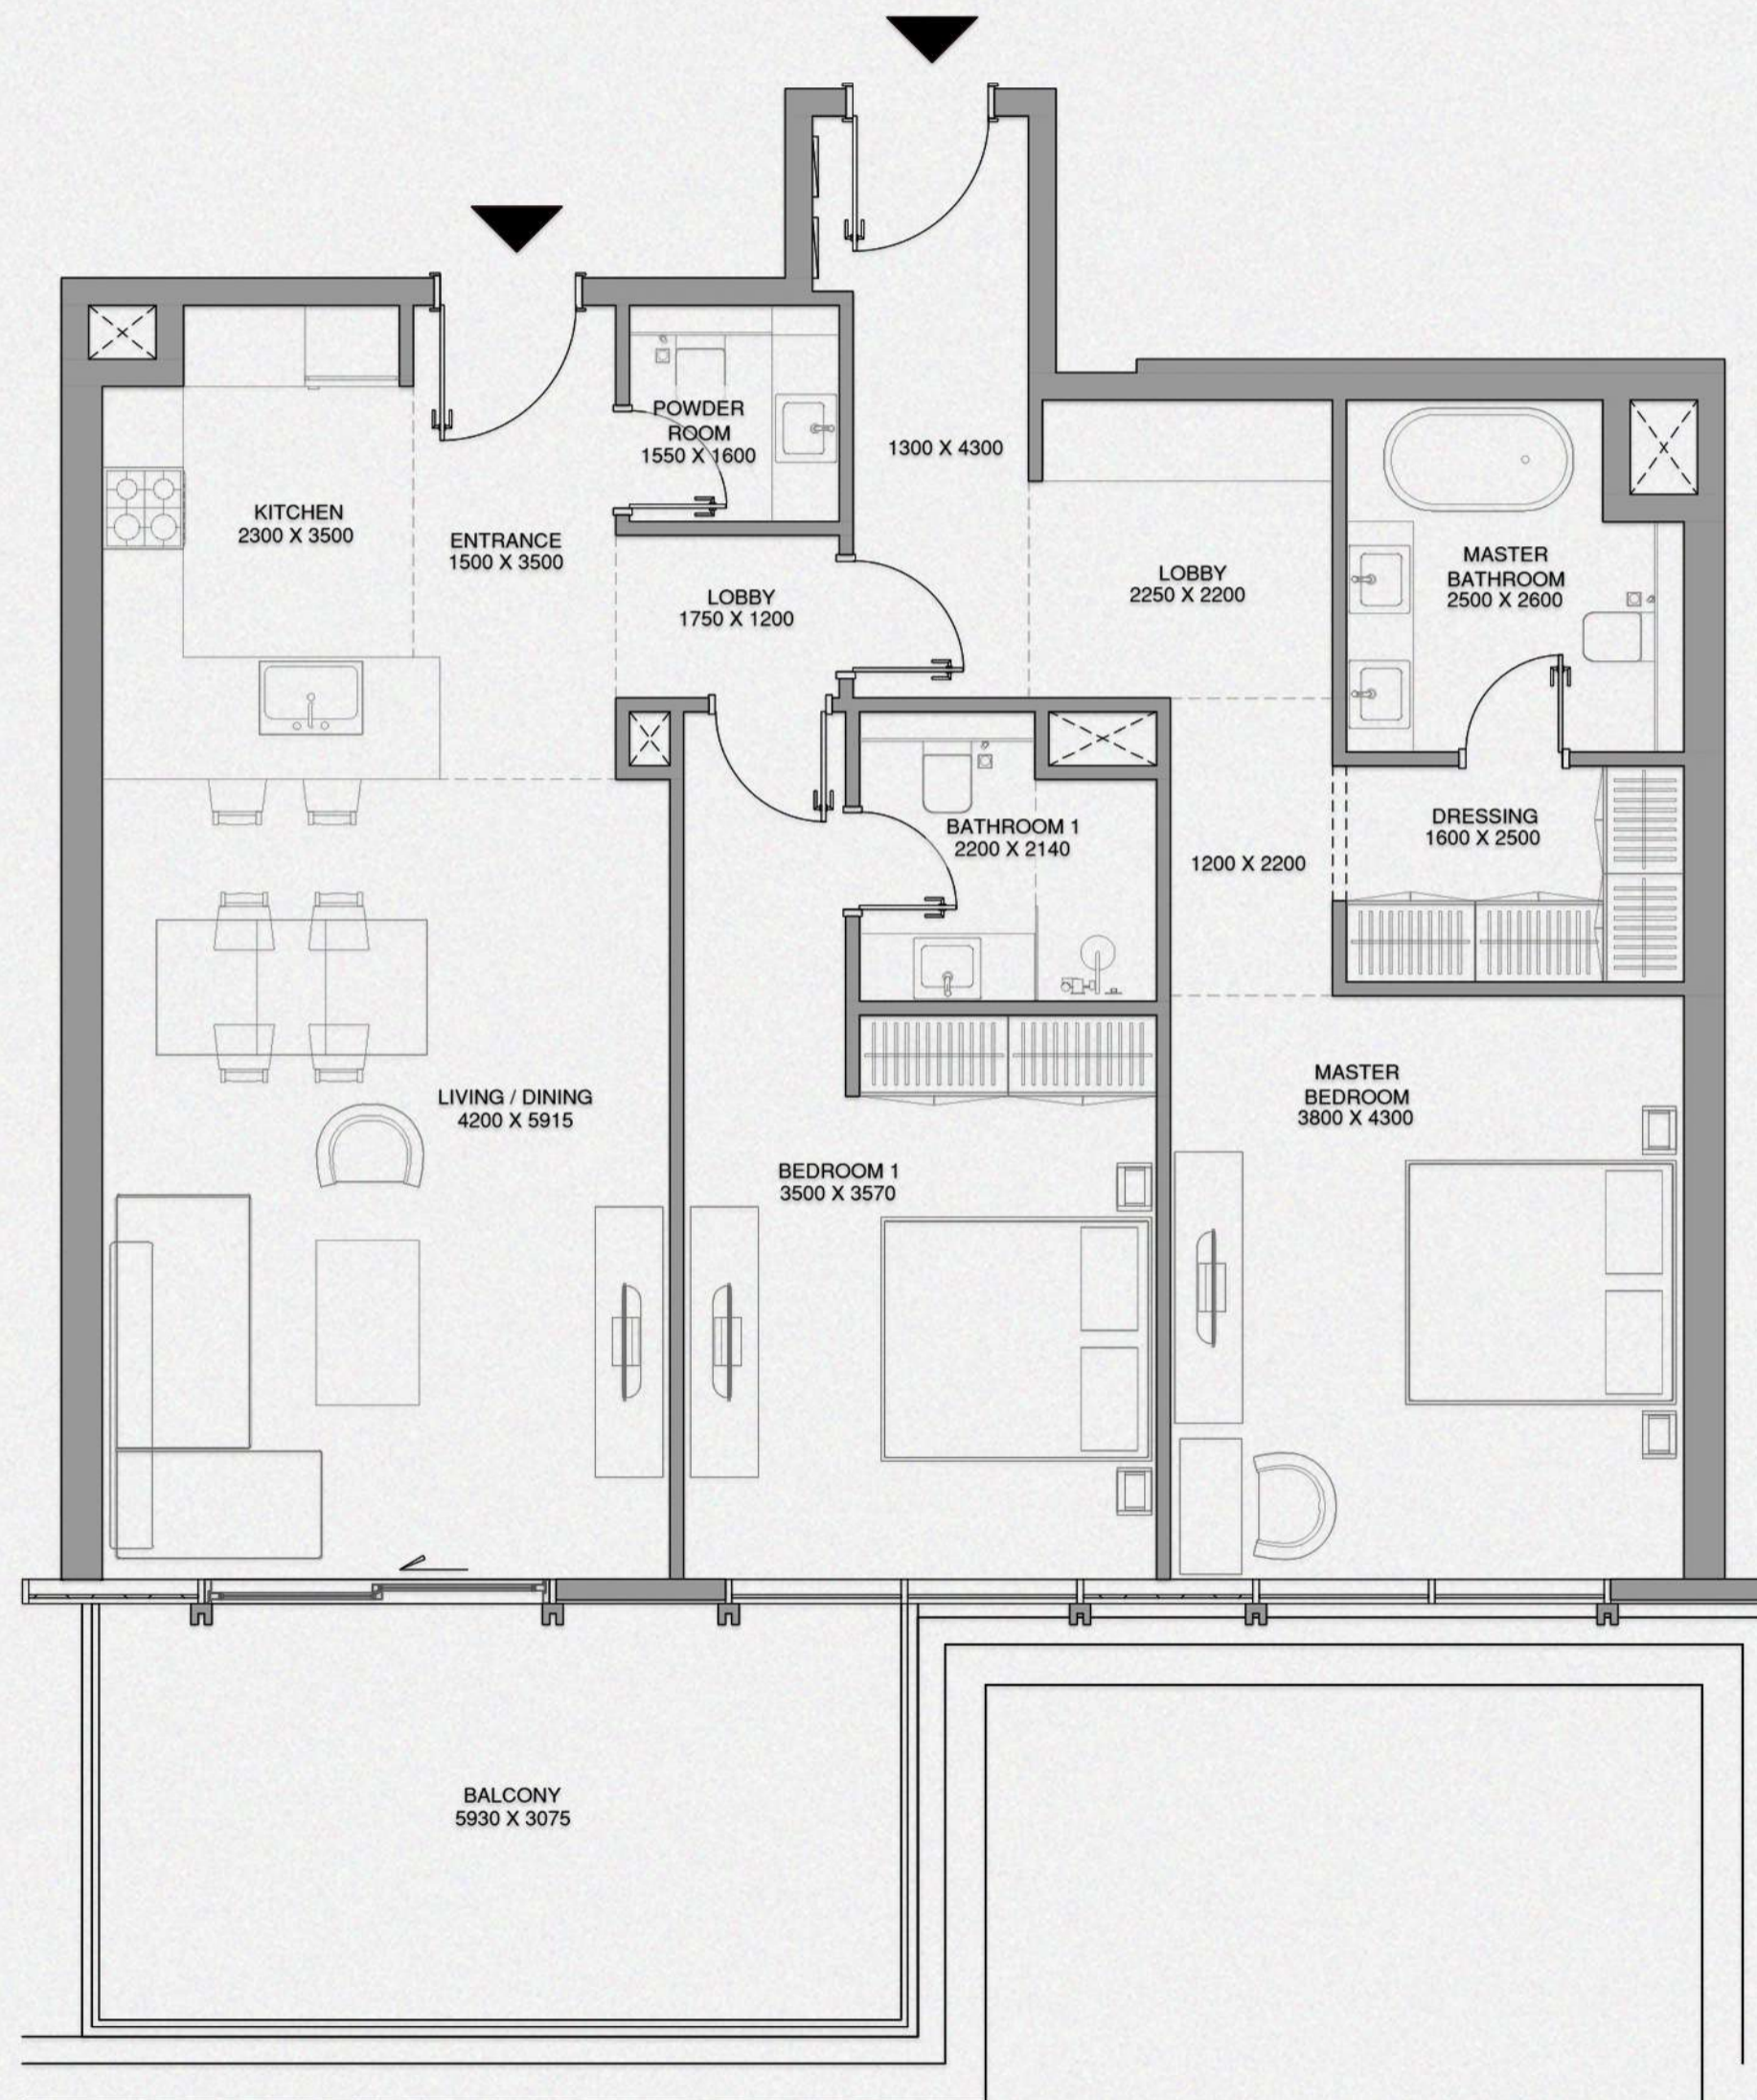 POWDER
ROOM
1550 X 1600
1300 X 4300
KITCHEN
2300 X 3500
ENTRANCE
1500 X 3500
LOBBY
1750 X 1200
LOBBY
2250 X 2200
MASTER
BATHROOM
2500 X 2600
BATHROOM 1
2200 X 2140
1200 X 2200
DRESSING
1600 X 2500
LIVING / DINING
4200 X 5915
BEDROOM 1
3500 X 3570
MASTER
BEDROOM
3800 X 4300
BALCONY
5930 X 3075